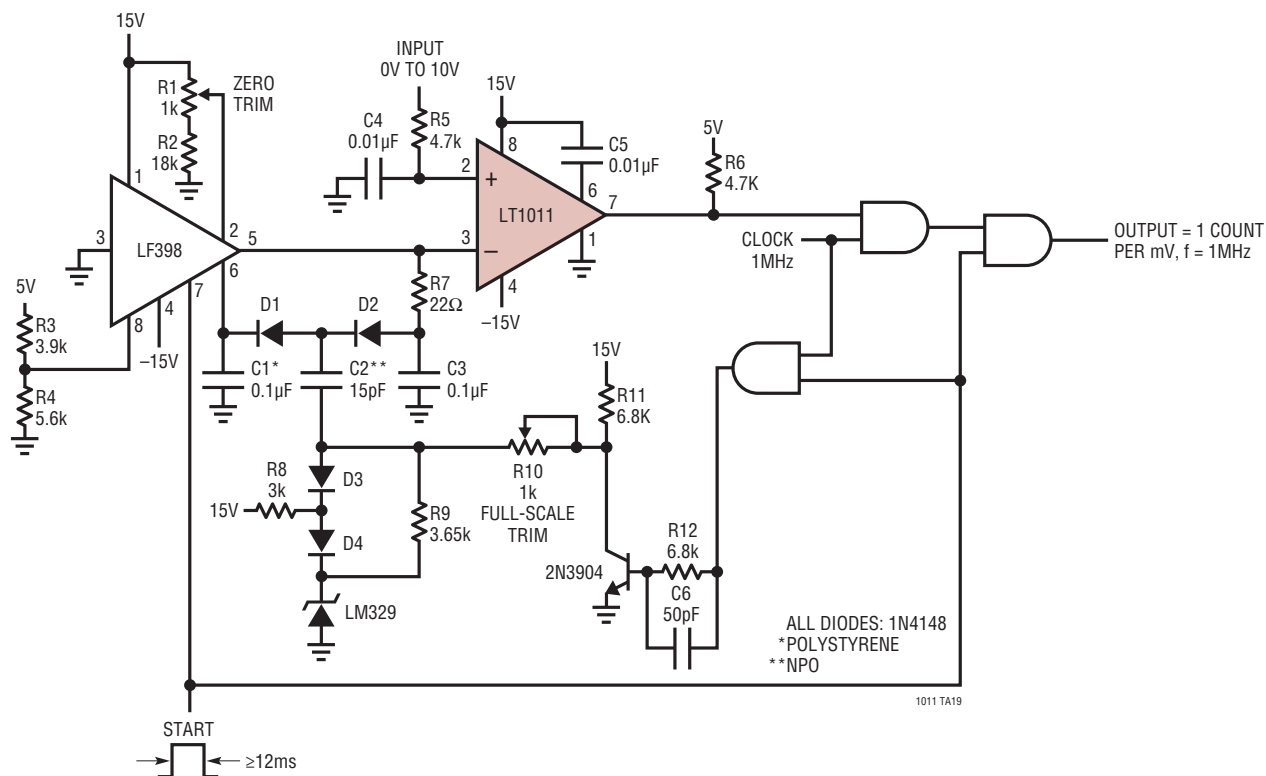 15V
R1
1k
ZERO
TRIM
R2
18k
1
3
LF398
2
5
6
7
4
8
–15V
5V
R3
3.9k
R4
5.6k
INPUT
0V TO 10V
C4
0.01µF
R5
4.7k
15V
8
C5
0.01µF
2
+
LT1011
6
7
3
–
1
4
–15V
5V
R6
4.7K
CLOCK
1MHz
OUTPUT = 1 COUNT
PER mV, f = 1MHz
D1
D2
R7
22Ω
C1*
0.1µF
C2**
15pF
C3
0.1µF
15V
R11
6.8K
R8
3k
15V
D3
D4
R9
3.65k
R10
1k
FULL-SCALE
TRIM
LM329
2N3904
R12
6.8k
C6
50pF
ALL DIODES: 1N4148
*POLYSTYRENE
**NPO
1011 TA19
START
≥12ms